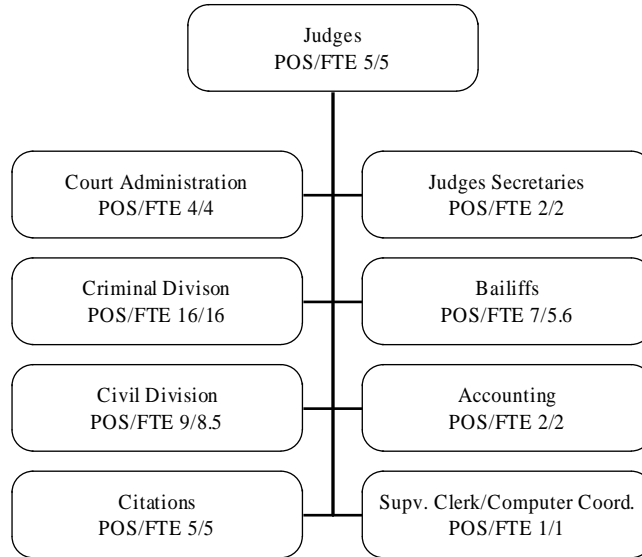 Judges
POS/FTE 5/5
Court Administration
POS/FTE 4/4
Judges Secretaries
POS/FTE 2/2
Criminal Divison
POS/FTE 16/16
Bailiffs
POS/FTE 7/5.6
Civil Division
POS/FTE 9/8.5
Accounting
POS/FTE 2/2
Citations
POS/FTE 5/5
Supv. Clerk/Computer Coord.
POS/FTE 1/1